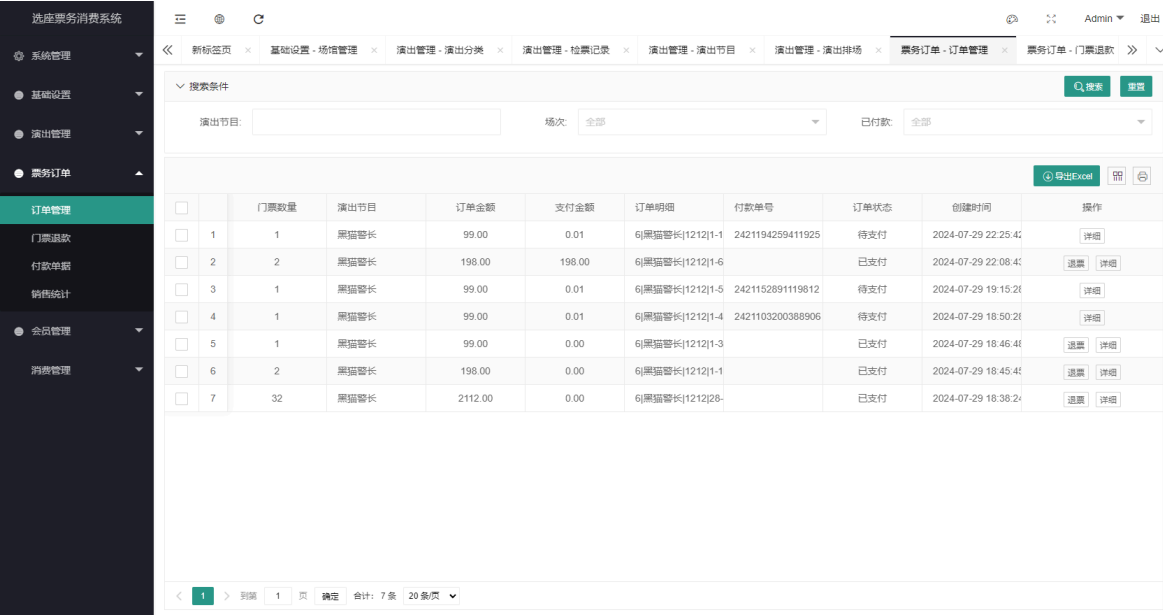 选座票务消费系统
Admin 退出
系统管理
基础设置
演出管理
票务订单
订单管理
门票退款
付款单据
销售统计
会员管理
消费管理
新标签页 × 基础设置 - 场馆管理 × 演出管理 - 演出分类 × 演出管理 - 检票记录 × 演出管理 - 演出节目 × 演出管理 - 演出排场 × 票务订单 - 订单管理 × 票务订单 - 门票退款
搜索条件 搜索 重置
演出节目: 场次: 全部 已付款: 全部
导出Excel
门票数量 演出节目 订单金额 支付金额 订单明细 付款单号 订单状态 创建时间 操作
1 1 黑猫警长 99.00 0.01 6|黑猫警长|1212|1-1 2421194259411925 待支付 2024-07-29 22:25:42 详细
2 2 黑猫警长 198.00 198.00 6|黑猫警长|1212|1-6 已支付 2024-07-29 22:08:43 退票 详细
3 1 黑猫警长 99.00 0.01 6|黑猫警长|1212|1-5 2421152891119812 待支付 2024-07-29 19:15:28 详细
4 1 黑猫警长 99.00 0.01 6|黑猫警长|1212|1-4 2421103200388906 待支付 2024-07-29 18:50:28 详细
5 1 黑猫警长 99.00 0.00 6|黑猫警长|1212|1-3 已支付 2024-07-29 18:46:48 退票 详细
6 2 黑猫警长 198.00 0.00 6|黑猫警长|1212|1-1 已支付 2024-07-29 18:45:45 退票 详细
7 32 黑猫警长 2112.00 0.00 6|黑猫警长|1212|28- 已支付 2024-07-29 18:38:24 退票 详细
1 到第 1 页 确定 合计: 7 条 20 条/页